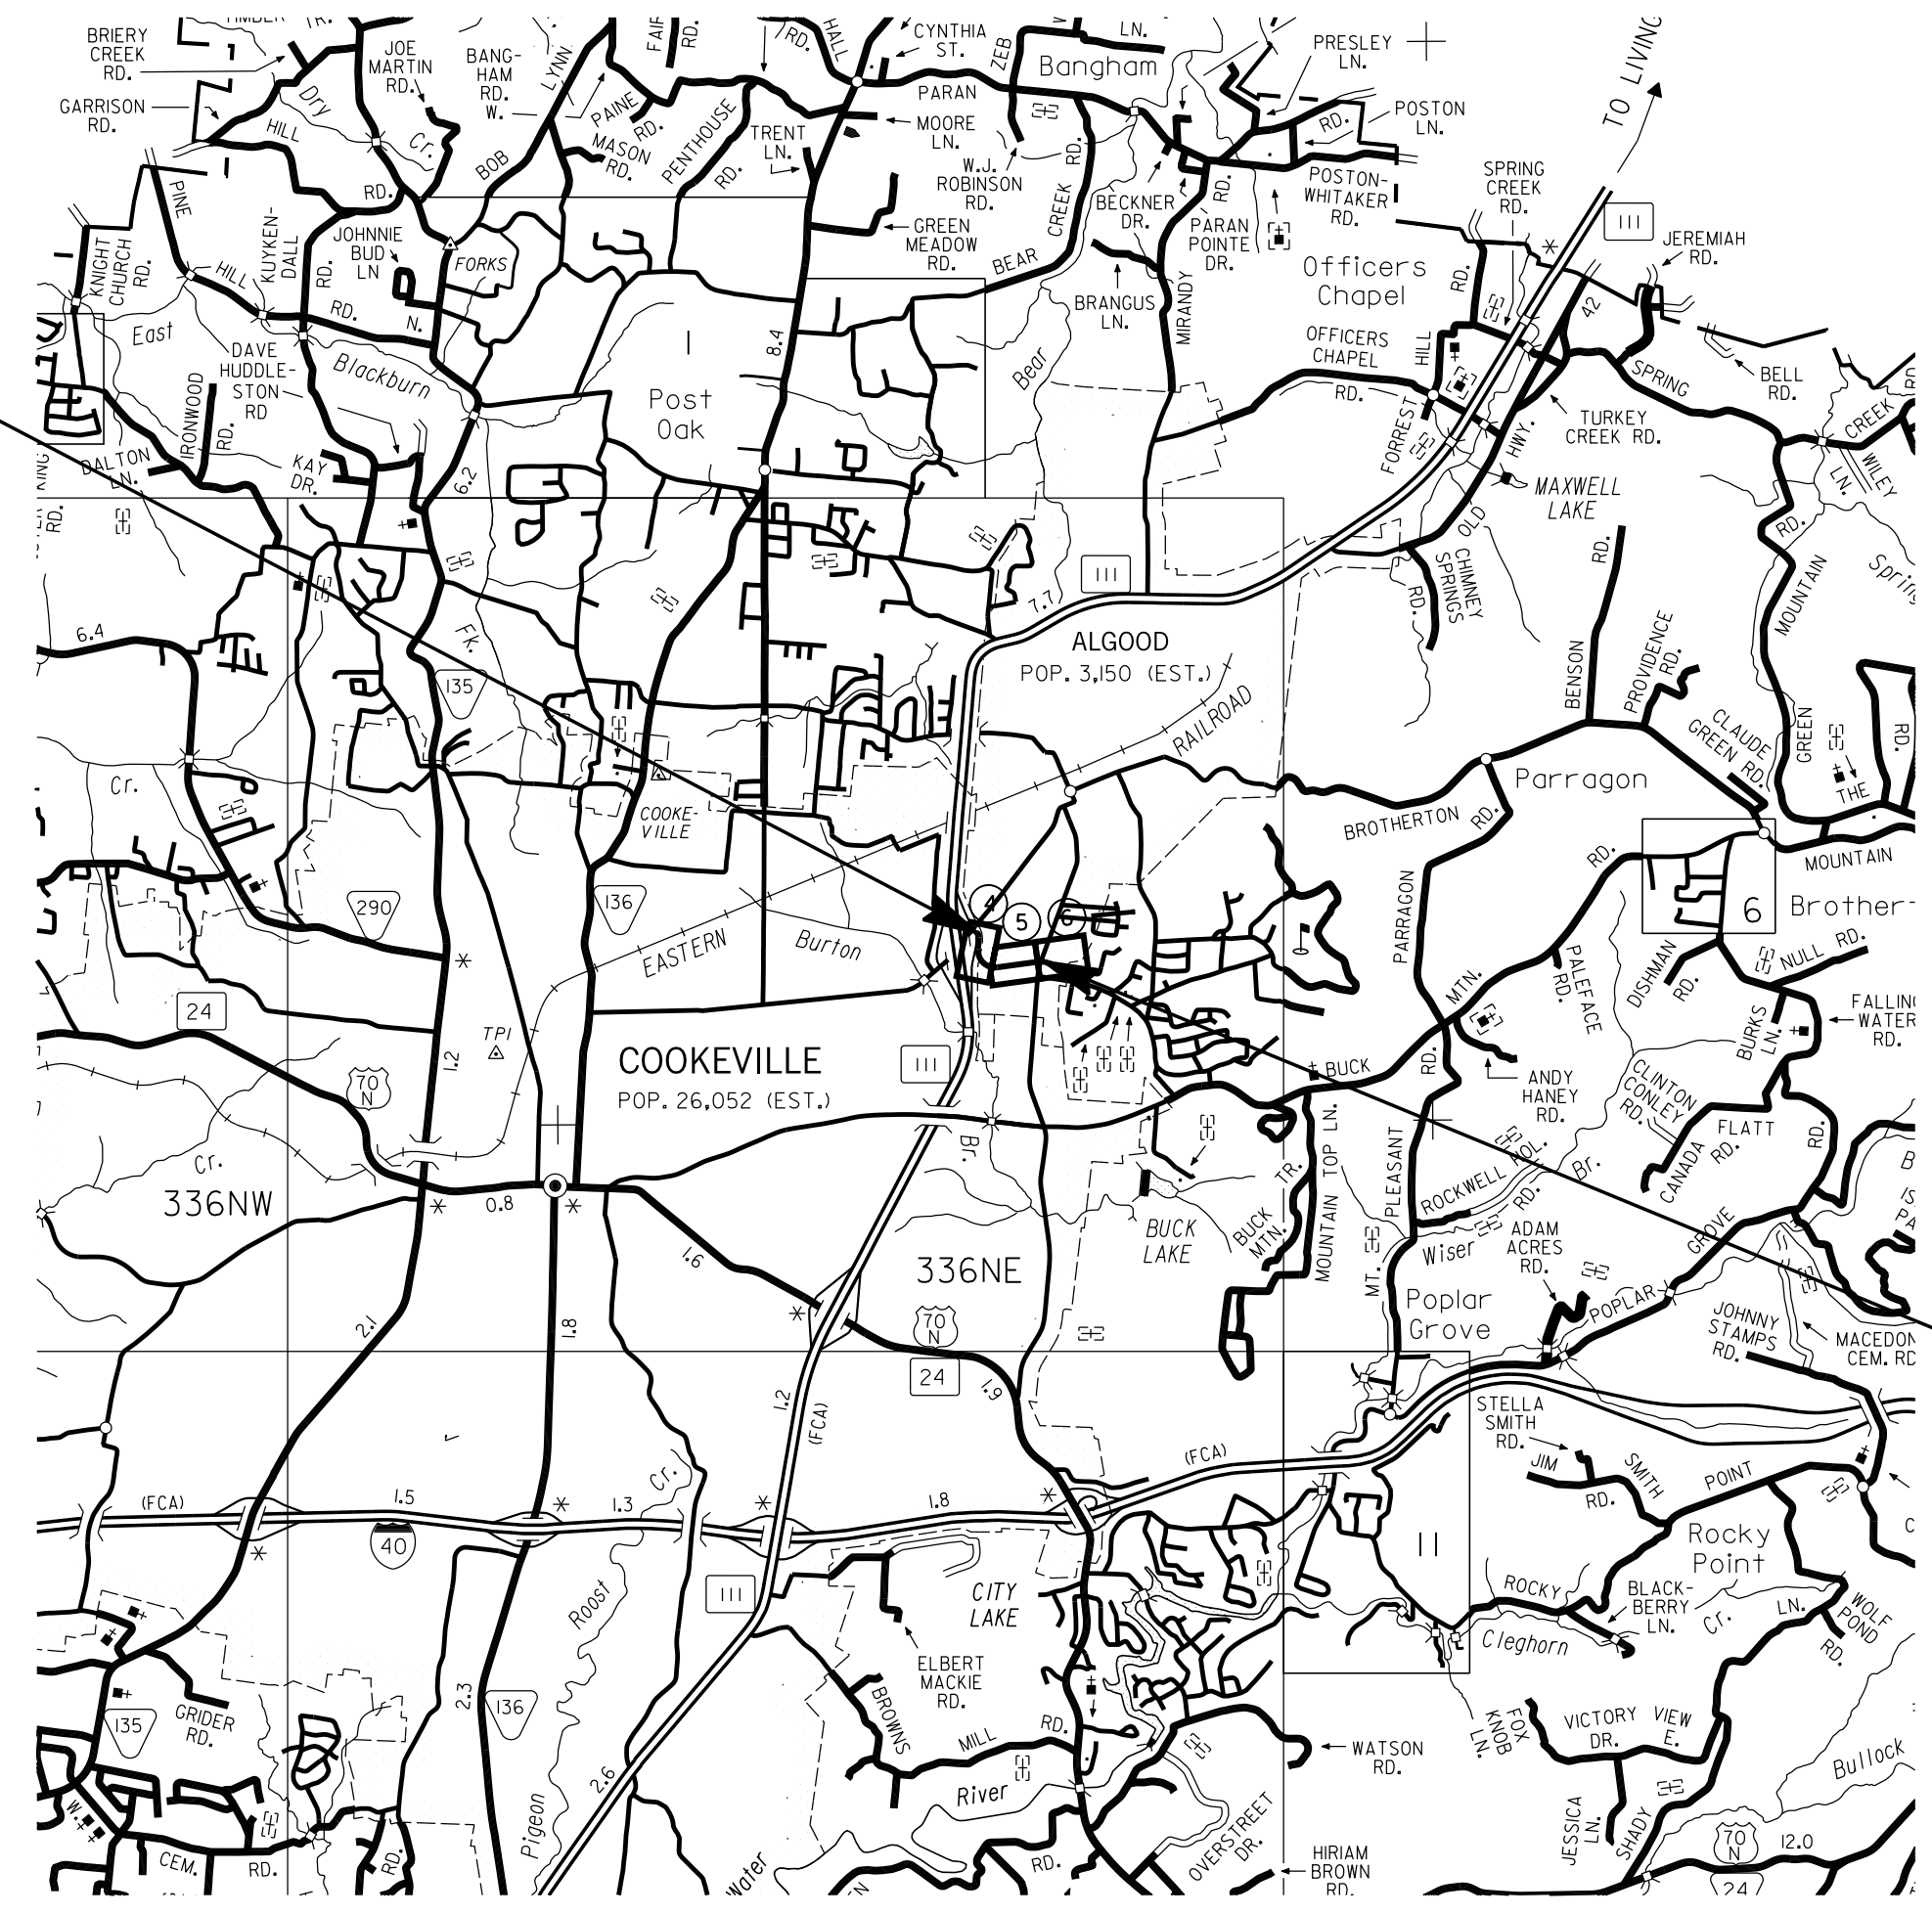 BRIERY
CREEK
RD.
GARRISON
RD.
JOE
MARTIN
RD.
BANG-
HAM
RD.
W.
LYNN
FAIR
RD.
RD.
HALL
CYNTHIA
ST.
ZEB
LN.
Bangham
PRESLEY
LN.
TO LIVING
Dry
Cr.
HILL
RD.
BOB
PAINE
RD.
MASON
RD.
PENTHOUSE
RD.
TRENT
LN.
PARAN
MOORE
LN.
W.J.
ROBINSON
RD.
RD.
CREEK
BEAR
POSTON
LN.
RD.
POSTON-
WHITAKER
RD.
SPRING
CREEK
RD.
111
JEREMIAH
RD.
PINE
HILL
RD.
KNIGHT
CHURCH
RD.
KUYKEN-
DALL
RD.
JOHNNIE
BUD
LN
FORKS
N.
GREEN
MEADOW
RD.
BECKNER
DR.
RD.
PARAN
POINTE
DR.
BRANGUS
LN.
MIRANDY
Officers
Chapel
OFFICERS
CHAPEL
RD.
HILL
RD.
FORREST
42
HWY.
OLD
SPRING
CREEK
RD.
BELL
RD.
TURKEY
CREEK RD.
WILEY
LN.
East
Blackburn
DAVE
HUDDLE-
STON
RD
IRONWOOD
RD.
DALTON
LN.
KAY
DR.
KING
RD.
6.2
1
Post
Oak
8.4
Bear
MAXWELL
LAKE
CHIMNEY
SPRINGS
RD.
BENSON
RD.
PROVIDENCE
RD.
CLAUDE
GREEN RD.
MOUNTAIN
GREEN
Spring
RD.
THE
6.4
FK.
135
7.7
111
ALGOOD
POP. 3,150 (EST.)
RAILROAD
Parragon
BROTHERTON
RD.
PARRAGON
MOUNTAIN
Cr.
COOKE-
VILLE
290
136
EASTERN
Burton
4
5
6
RD.
MTN.
6
Brother-
PALEFACE
RD.
DISHMAN
RD.
NULL RD.
BURKS
LN.
FALLING
WATER
RD.
24
TPI
1.2
70
N
COOKEVILLE
POP. 26,052 (EST.)
111
BUCK
RD.
ANDY
HANEY
RD.
CLINTON
CONLEY
RD.
FLATT
RD.
CANADA
RD.
Cr.
336NW
0.8
1.6
Br.
336NE
BUCK
LAKE
BUCK
MTN.
TR.
MOUNTAIN TOP LN.
MT.
PLEASANT
ROCKWELL HOL.
RD.
Br.
Wiser
ADAM
ACRES
RD.
POPLAR
GROVE
Poplar
Grove
JOHNNY
STAMPS
RD.
MACEDON
CEM. RD
2.1
1.8
70
N
24
1.2
(FCA)
1.9
(FCA)
STELLA
SMITH
RD.
JIM
SMITH
RD.
POINT
Rocky
Point
(FCA)
1.5
1.3
Cr.
1.8
40
111
11
ROCKY
BLACK-
BERRY
LN.
Cleghorn
Cr.
LN.
WOLF
POND
RD.
Roost
CITY
LAKE
ELBERT
MACKIE
RD.
135
GRIDER
RD.
2.3
136
BROWNS
MILL
RD.
WATSON
RD.
FOX
KNOB
LN.
VICTORY
DR.
VIEW
E.
Bullock
2.6
River
Pigeon
Water
W.
CEM.
RD.
RD.
RD.
OVERSTREET
DR.
HIRIAM
BROWN
RD.
JESSICA
LN.
SHADY
70
N
12.0
24